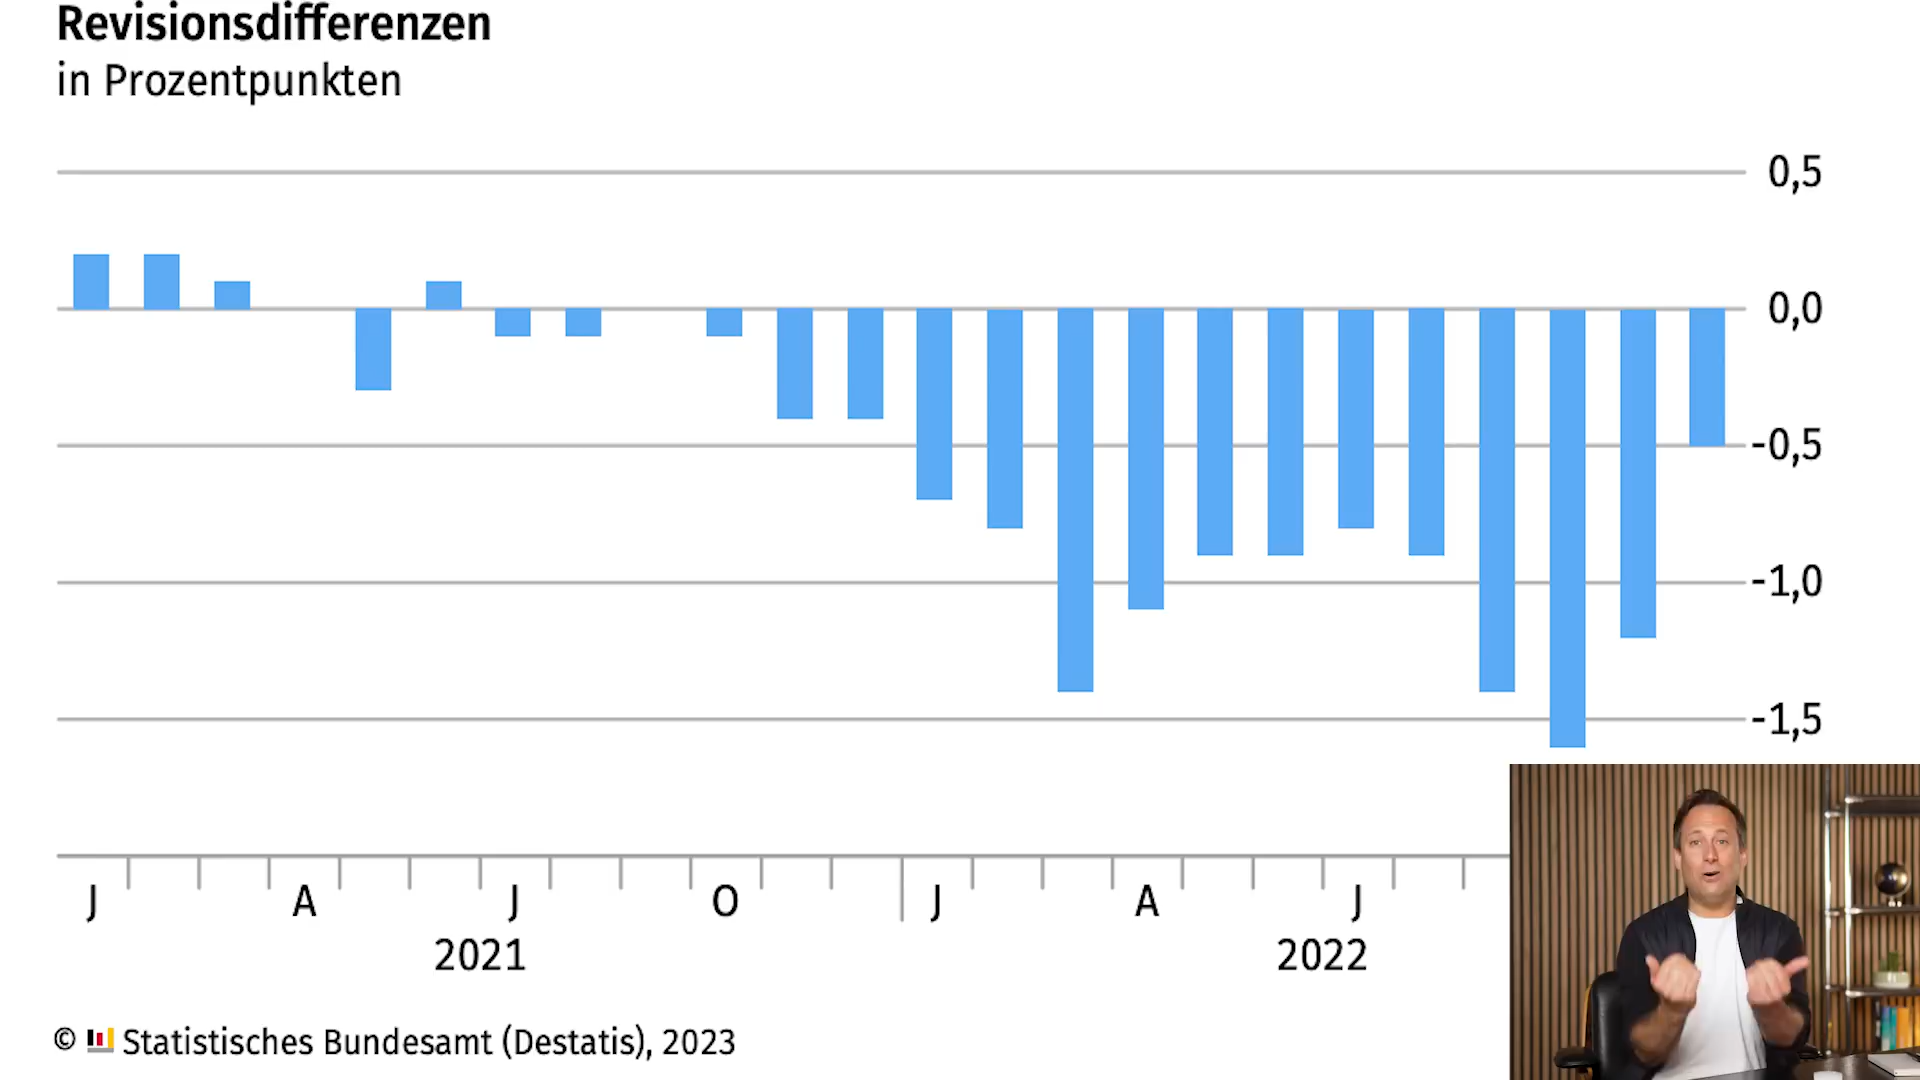 Revisionsdifferenzen
in Prozentpunkten
0,5
0,0
-0,5
-1,0
-1,5
J A J O J A J
2021 2022
© Statistisches Bundesamt (Destatis), 2023